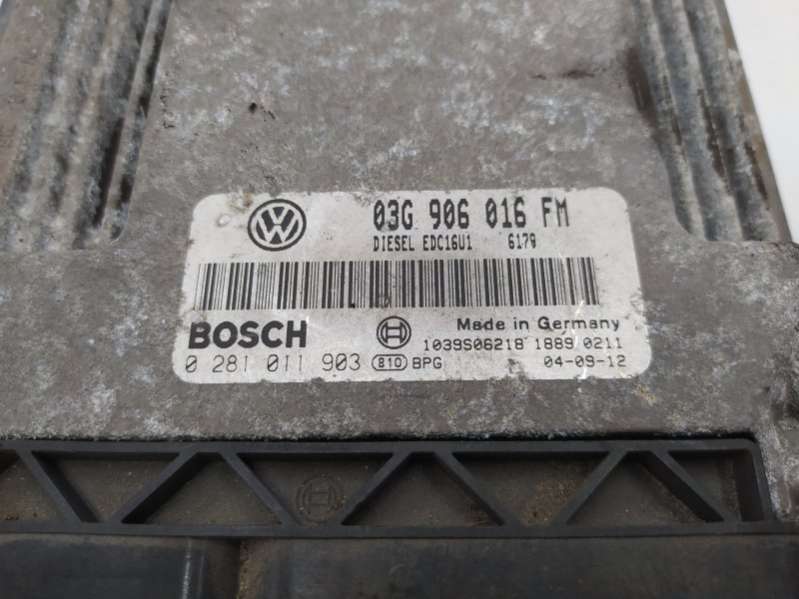 03G 906 016 FM
DIESEL EDC16U1 6179
BOSCH
Made in Germany
1039S06218 1889 0211
0 281 011 903 810 BPG
04-09-12